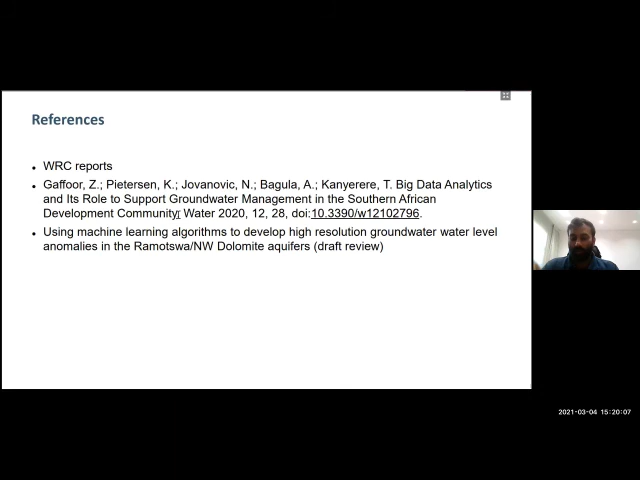 References
• WRC reports
• Gaffoor, Z.; Pietersen, K.; Jovanovic, N.; Bagula, A.; Kanyerere, T. Big Data Analytics
and Its Role to Support Groundwater Management in the Southern African
Development Community. Water 2020, 12, 28, doi:10.3390/w12102796.
• Using machine learning algorithms to develop high resolution groundwater water level
anomalies in the Ramotswa/NW Dolomite aquifers (draft review)
2021-03-04 15:20:07